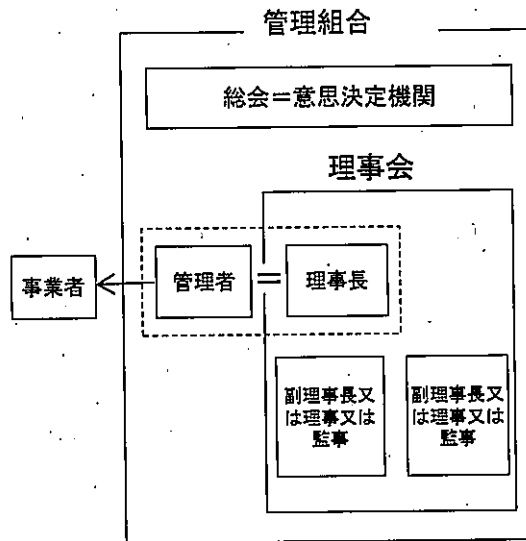 管理組合
総会＝意思決定機関
理事会
事業者
管理者
＝
理事長
副理事長又
は理事又は
監事
副理事長又
は理事又は
監事